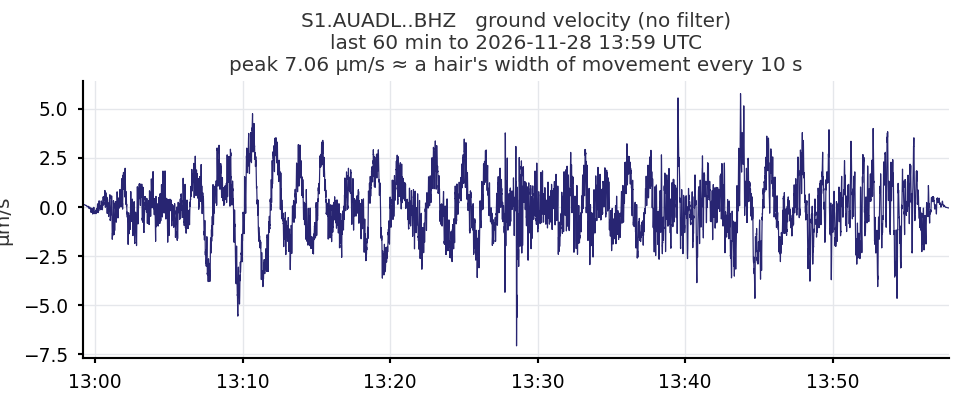 S1.AUADL..BHZ   ground velocity (no filter)
last 60 min to 2026-11-28 13:59 UTC
peak 7.06 µm/s ≈ a hair's width of movement every 10 s
5.0
2.5
0.0
−2.5
−5.0
−7.5
µm/s
13:00 13:10 13:20 13:30 13:40 13:50